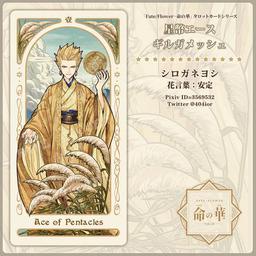 壱
Ace of Pentacles
「Fate/Flower -命の華-」タロットカードシリーズ
星幣エース
ギルガメッシュ
シロガネヨシ
花言葉：安定
Pixiv ID=3569532
Twitter @404ior
命の華